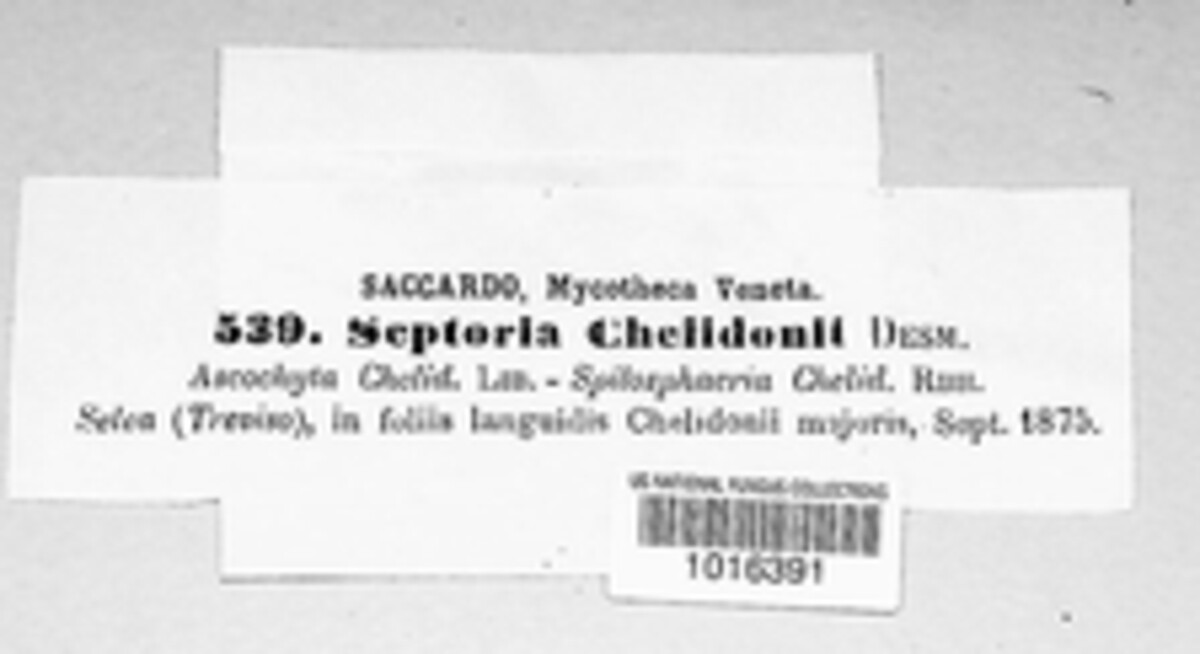 SACCARDO, Mycotheca Veneta.
539. Septoria Chelidonii DESM.
Ascochyta Chelid. LIB. - Spilosphaeria Chelid. RBH.
Selva (Treviso), in foliis languidis Chelidonii majoris, Sept. 1875.
US NATIONAL FUNGUS COLLECTIONS
1016391